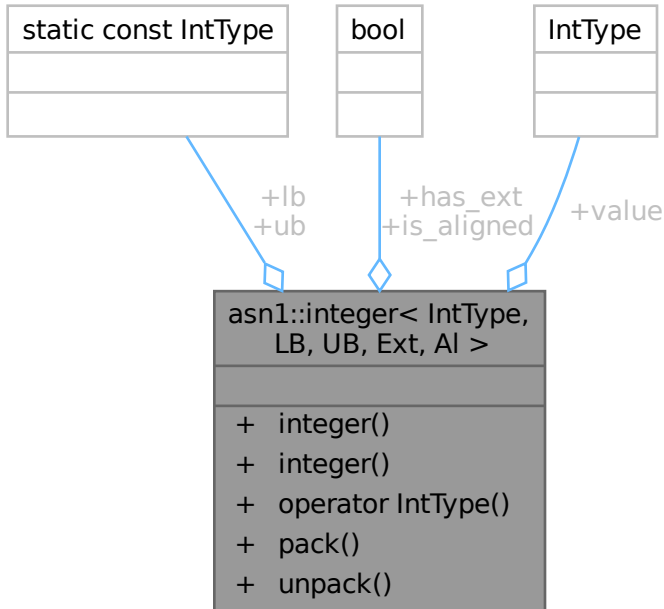 static const IntType
bool
IntType
+lb
+ub
+has_ext
+is_aligned
+value
asn1::integer< IntType,
LB, UB, Ext, Al >
+ integer()
+ integer()
+ operator IntType()
+ pack()
+ unpack()